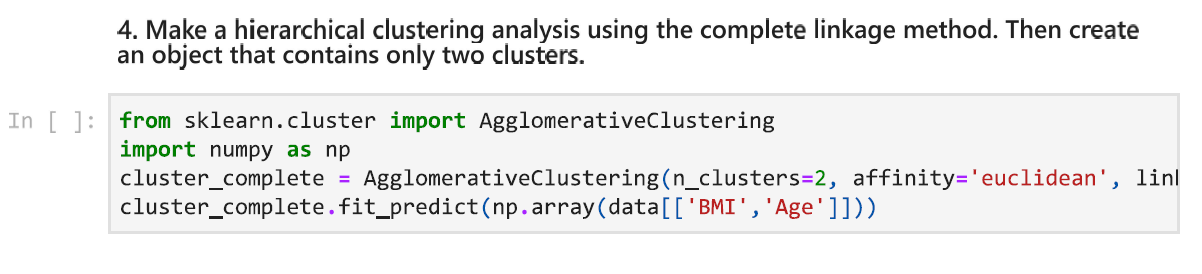 4. Make a hierarchical clustering analysis using the complete linkage method. Then create
an object that contains only two clusters.
In [ ]:
from sklearn.cluster import AgglomerativeClustering
import numpy as np
cluster_complete = AgglomerativeClustering(n_clusters=2, affinity='euclidean',
cluster_complete.fit_predict(np.array(data[['BMI','Age']]))